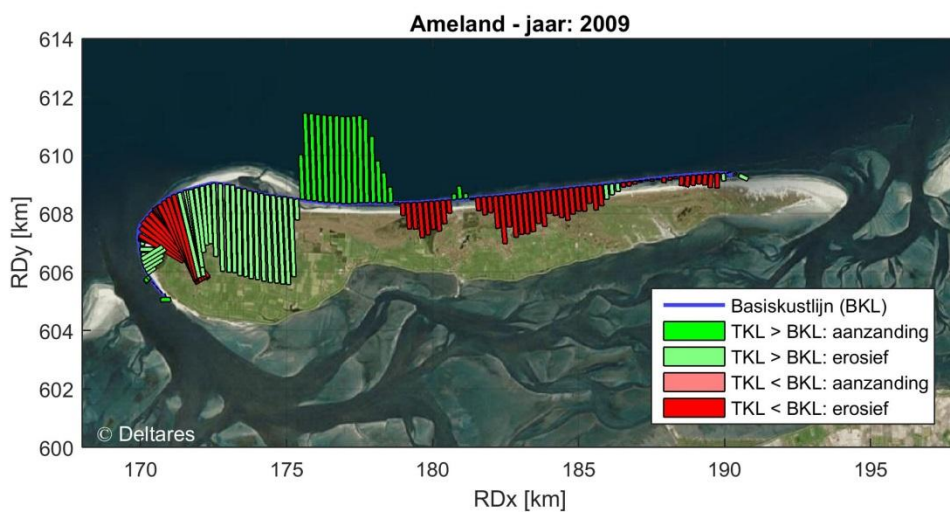 Ameland - jaar: 2009
614
612
610
608
606
604
602
600
RDy [km]
Basiskustlijn (BKL)
TKL > BKL: aanzanding
TKL > BKL: erosief
TKL < BKL: aanzanding
TKL < BKL: erosief
© Deltares
170 175 180 185 190 195
RDx [km]